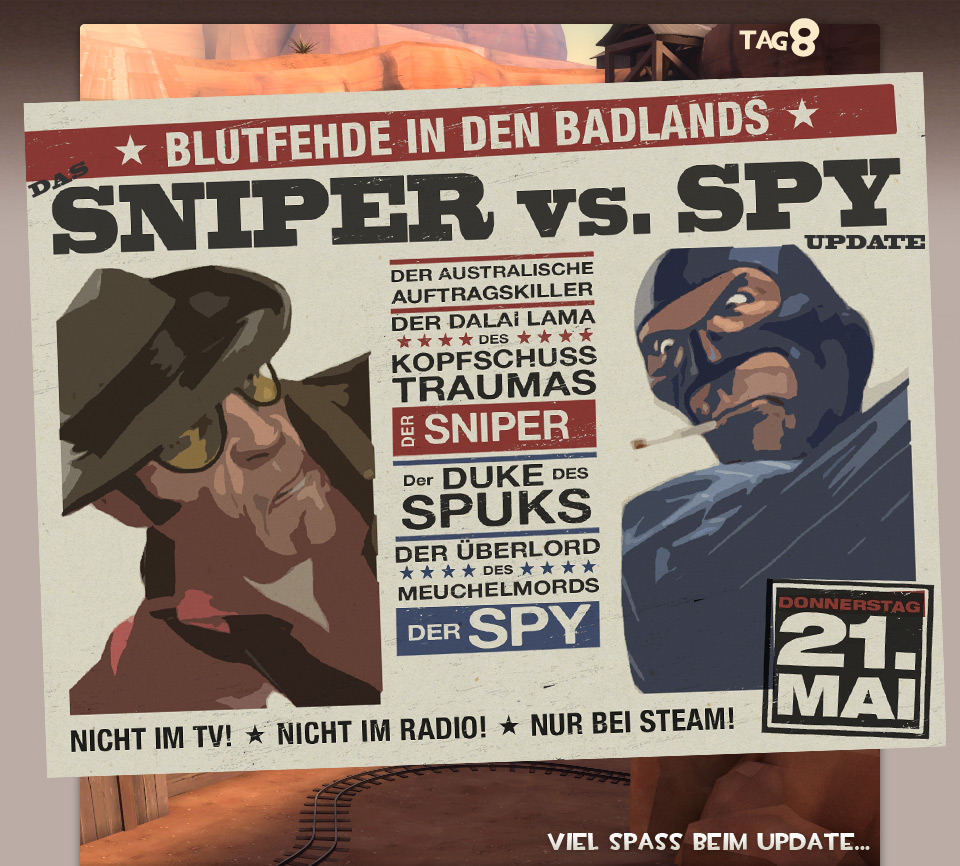 TAG 8
★ BLUTFEHDE IN DEN BADLANDS ★
DAS
SNIPER vs. SPY
UPDATE
DER AUSTRALISCHE
AUFTRAGSKILLER
DER DALAi LAMA
★★★★ DES ★★★★
KOPFSCHUSS
TRAUMAS
DER SNIPER
Der DUKE DES
SPUKS
DER ÜBERLORD
★★★★ DES ★★★★
MEUCHELMORDS
DER SPY
DONNERSTAG
21.
MAI
NICHT IM TV! ★ NICHT IM RADIO! ★ NUR BEI STEAM!
VIEL SPASS BEIM UPDATE...